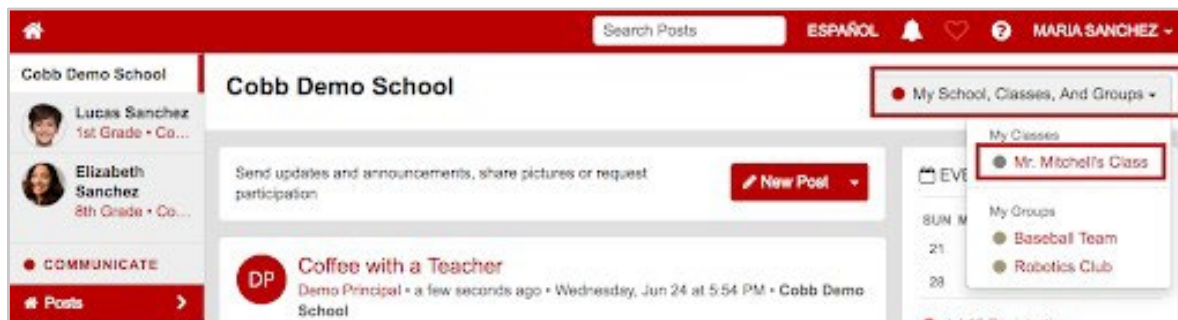 Search Posts
ESPAÑOL
MARIA SANCHEZ
Cobb Demo School
Lucas Sanchez
1st Grade • Co...
Elizabeth
Sanchez
8th Grade • Co...
COMMUNICATE
Posts
Cobb Demo School
My School, Classes, And Groups
My Classes
Mr. Mitchell's Class
My Groups
Baseball Team
Robotics Club
Send updates and announcements, share pictures or request
participation
New Post
DP
Coffee with a Teacher
Demo Principal • a few seconds ago • Wednesday, Jun 24 at 5:54 PM • Cobb Demo
School
EVE
SUN M
21
28